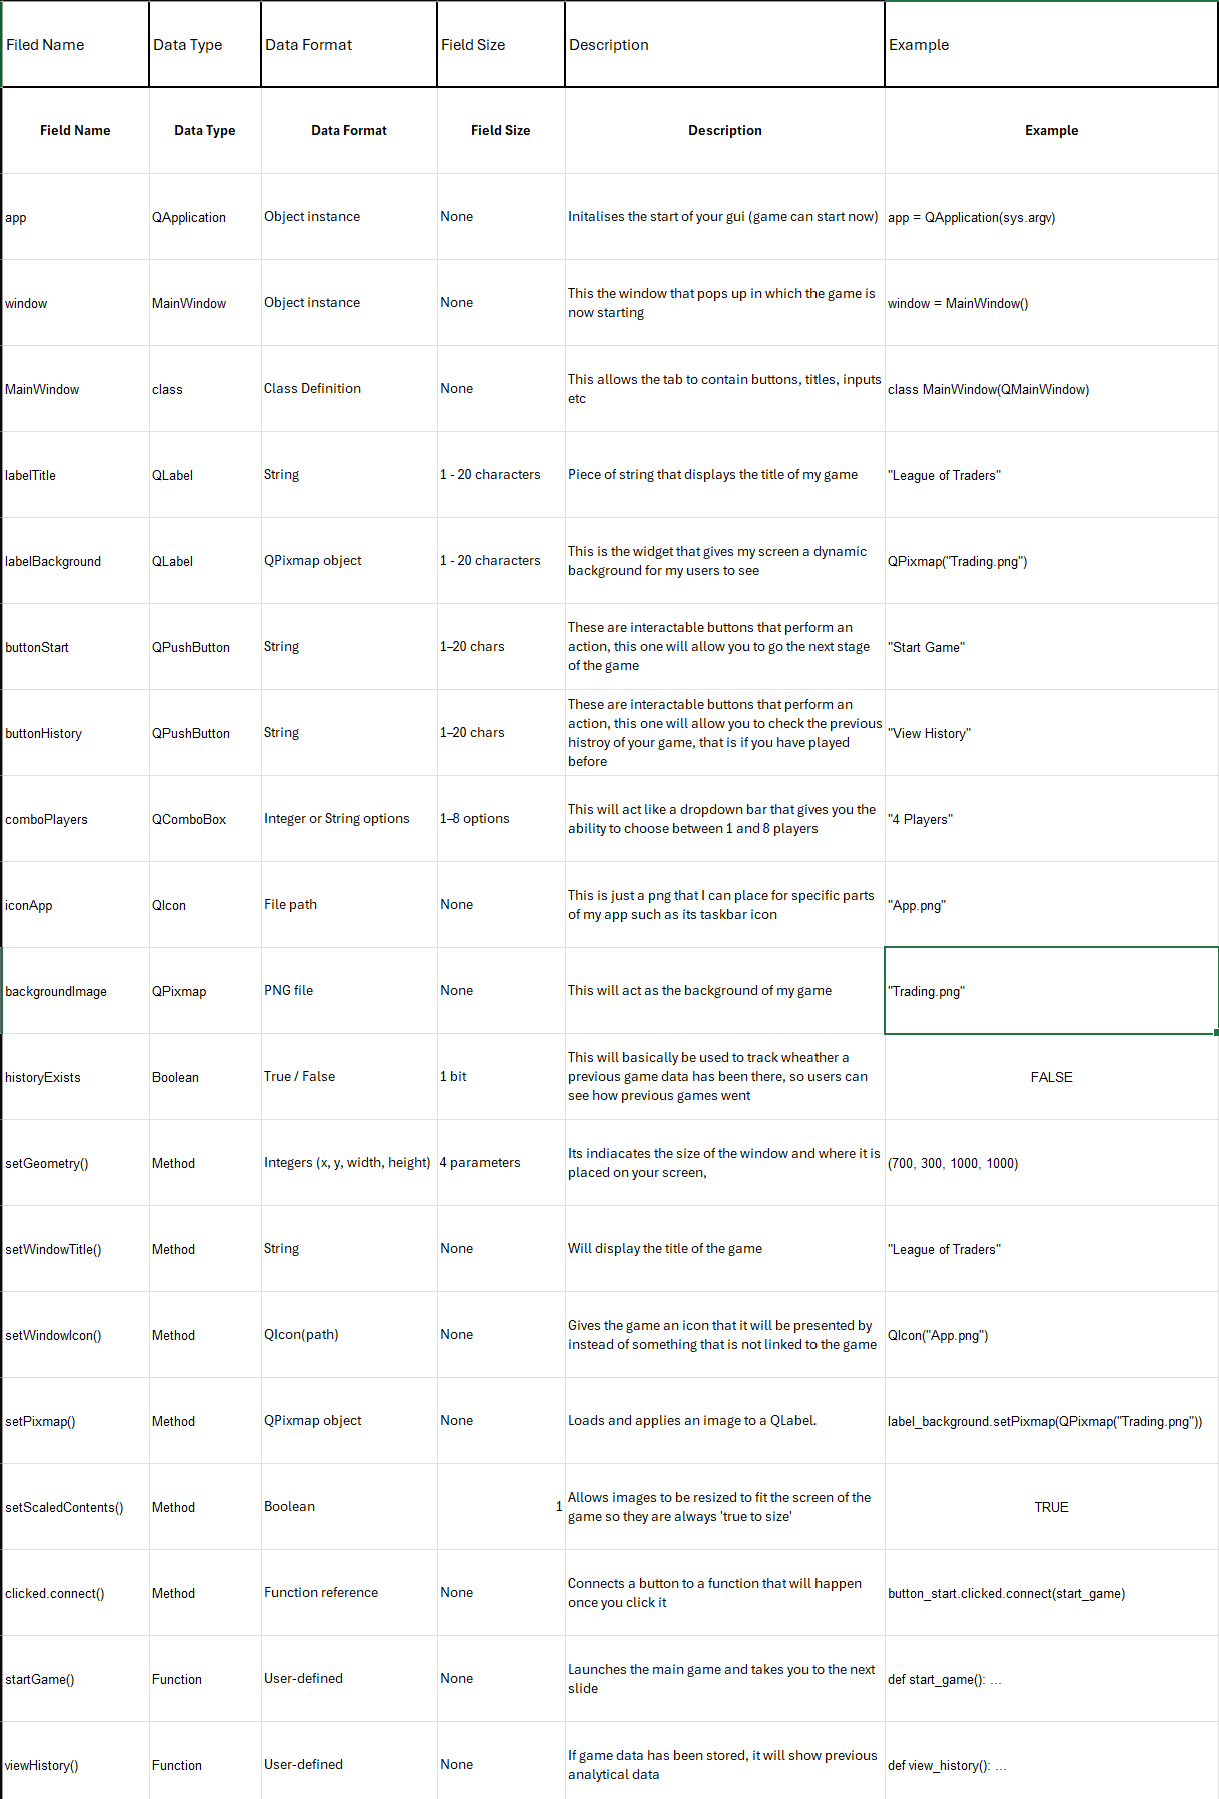 Filed Name Data Type Data Format Field Size Description Example
Field Name Data Type Data Format Field Size Description Example
app QApplication Object instance None Initalises the start of your gui (game can start now) app = QApplication(sys.argv)
window MainWindow Object instance None This the window that pops up in which the game is
now starting window = MainWindow()
MainWindow class Class Definition None This allows the tab to contain buttons, titles, inputs
etc class MainWindow(QMainWindow)
labelTitle QLabel String 1 - 20 characters Piece of string that displays the title of my game "League of Traders"
labelBackground QLabel QPixmap object 1 - 20 characters This is the widget that gives my screen a dynamic
background for my users to see QPixmap("Trading.png")
buttonStart QPushButton String 1–20 chars These are interactable buttons that perform an
action, this one will allow you to go the next stage
of the game "Start Game"
buttonHistory QPushButton String 1–20 chars These are interactable buttons that perform an
action, this one will allow you to check the previous
histroy of your game, that is if you have played
before "View History"
comboPlayers QComboBox Integer or String options 1–8 options This will act like a dropdown bar that gives you the
ability to choose between 1 and 8 players "4 Players"
iconApp QIcon File path None This is just a png that I can place for specific parts
of my app such as its taskbar icon "App.png"
backgroundImage QPixmap PNG file None This will act as the background of my game "Trading.png"
historyExists Boolean True / False 1 bit This will basically be used to track wheather a
previous game data has been there, so users can
see how previous games went FALSE
setGeometry() Method Integers (x, y, width, height) 4 parameters Its indiacates the size of the window and where it is
placed on your screen, (700, 300, 1000, 1000)
setWindowTitle() Method String None Will display the title of the game "League of Traders"
setWindowIcon() Method QIcon(path) None Gives the game an icon that it will be presented by
instead of something that is not linked to the game QIcon("App.png")
setPixmap() Method QPixmap object None Loads and applies an image to a QLabel. label_background.setPixmap(QPixmap("Trading.png"))
setScaledContents() Method Boolean 1 Allows images to be resized to fit the screen of the
game so they are always 'true to size' TRUE
clicked.connect() Method Function reference None Connects a button to a function that will happen
once you click it button_start.clicked.connect(start_game)
startGame() Function User-defined None Launches the main game and takes you to the next
slide def start_game(): ...
viewHistory() Function User-defined None If game data has been stored, it will show previous
analytical data def view_history(): ...